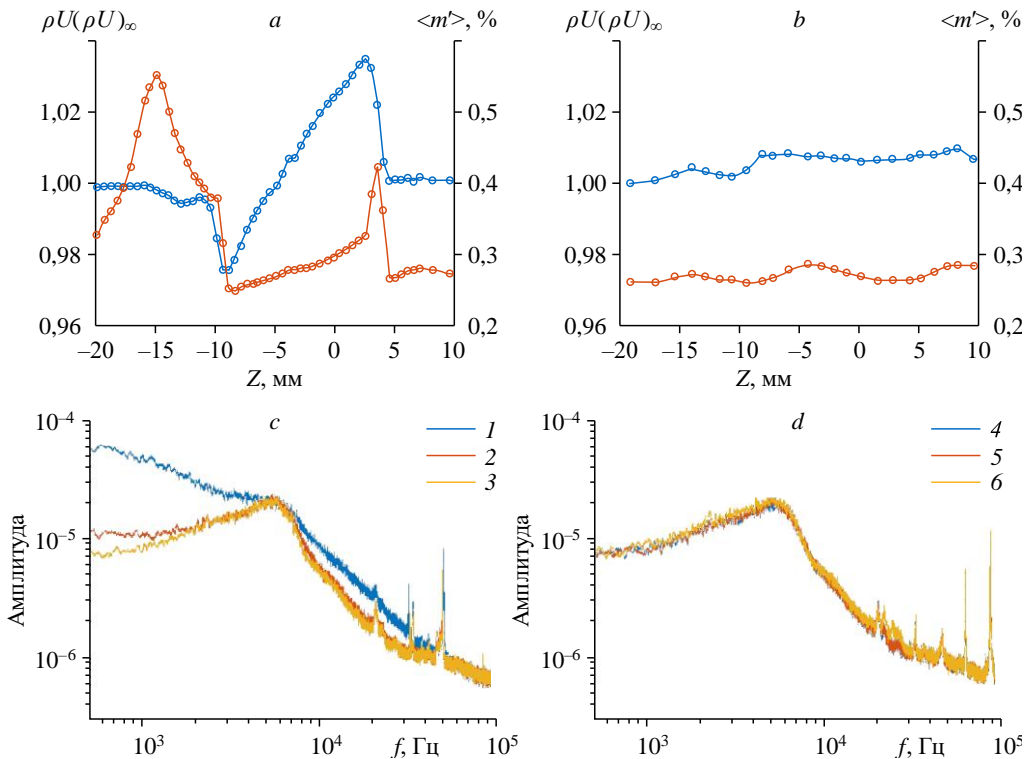 ρU(ρU)∞ a <m'>, %
1,02
1,00
0,98
0,96
0,5
0,4
0,3
0,2
–20 –15 –10 –5 0 5 10
Z, мм
ρU(ρU)∞ b <m'>, %
1,02
1,00
0,98
0,96
0,5
0,4
0,3
0,2
–20 –15 –10 –5 0 5 10
Z, мм
c
10⁻⁴
10⁻⁵
10⁻⁶
Амплитуда
1
2
3
10³ 10⁴ f, Гц 10⁵
d
10⁻⁴
10⁻⁵
10⁻⁶
Амплитуда
4
5
6
10³ 10⁴ f, Гц 10⁵